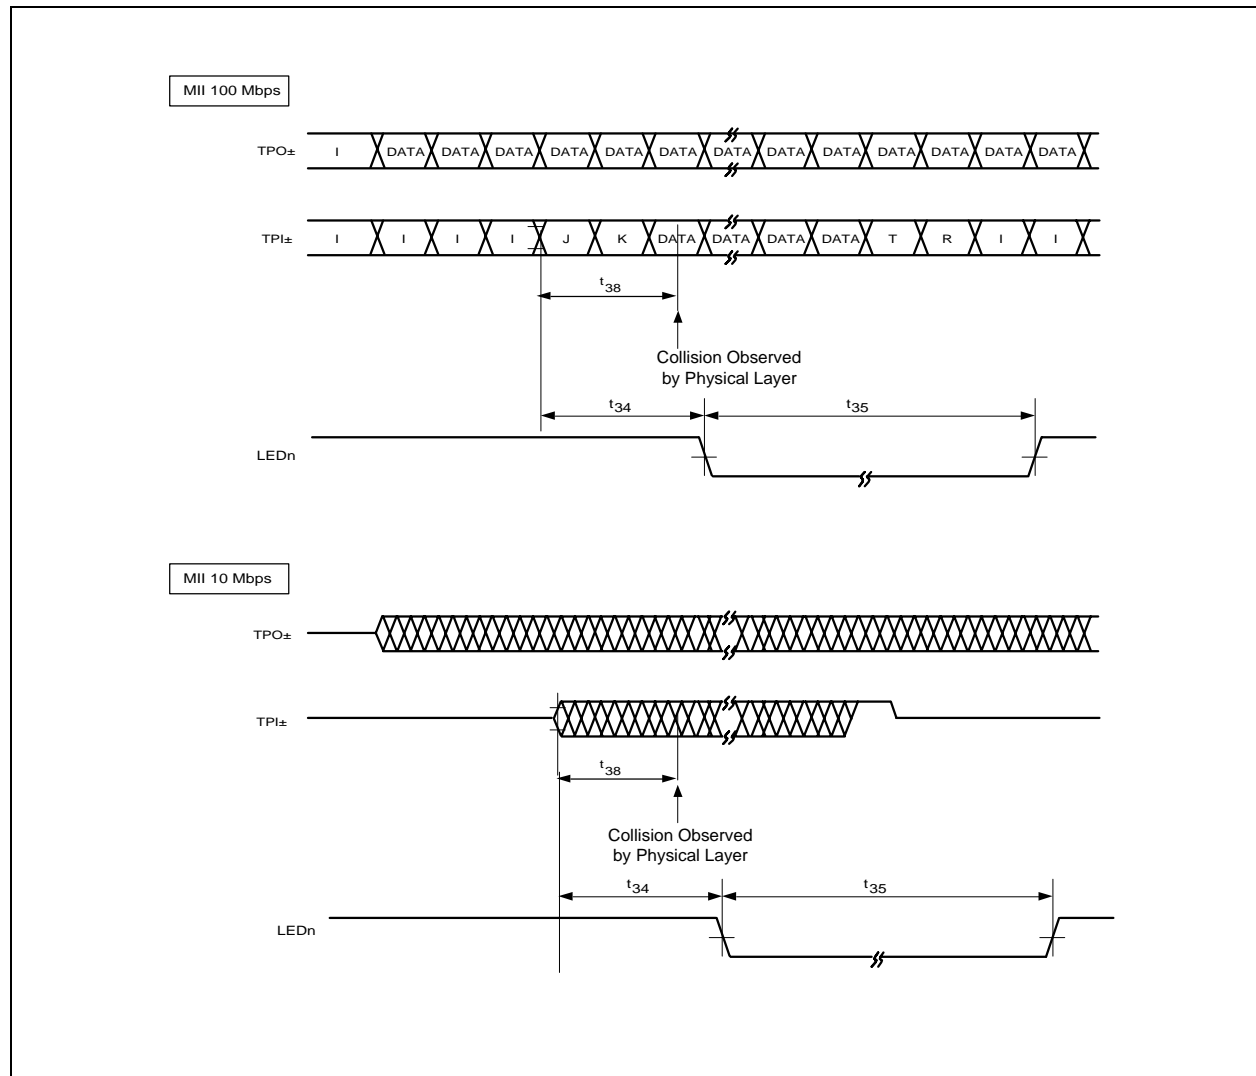 MII 100 Mbps
TPO± I DATA DATA DATA DATA DATA DATA DATA DATA DATA DATA DATA DATA DATA
TPI± I I I I J K DATA DATA DATA DATA T R I I
t38
Collision Observed
by Physical Layer
t34 t35
LEDn
MII 10 Mbps
TPO±
TPI±
t38
Collision Observed
by Physical Layer
t34 t35
LEDn